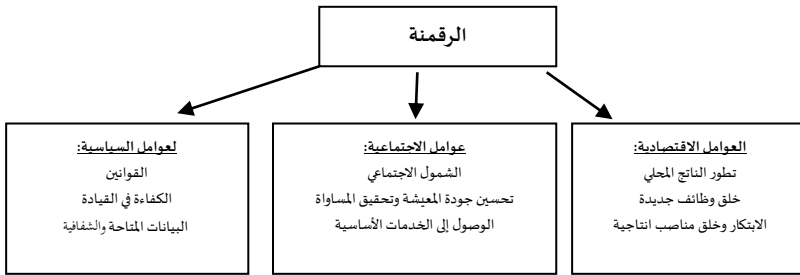 الرقمنة
العوامل الاقتصادية:
تطور الناتج المحلي
خلق وظائف جديدة
الابتكار وخلق مناصب انتاجية
عوامل الاجتماعية:
الشمول الاجتماعي
تحسين جودة المعيشة وتحقيق المساواة
الوصول إلى الخدمات الأساسية
لعوامل السياسية:
القوانين
الكفاءة في القيادة
البيانات المتاحة والشفافية